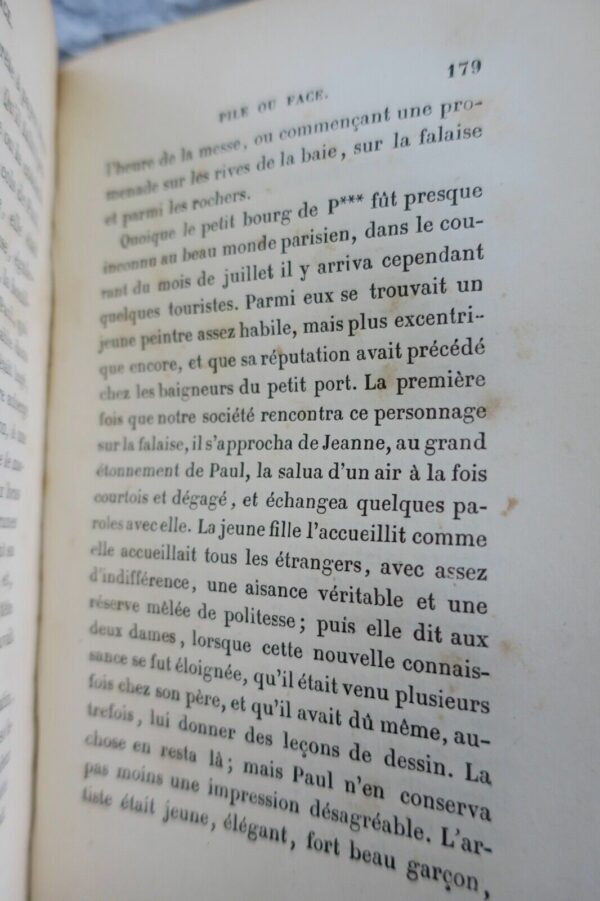 179
PILE OU FACE.
l'heure de la messe, ou commençant une pro-
menade sur les rives de la baie, sur la falaise
et parmi les rochers.
Quoique le petit bourg de P*** fût presque
inconnu au beau monde parisien, dans le cou-
rant du mois de juillet il y arriva cependant
quelques touristes. Parmi eux se trouvait un
jeune peintre assez habile, mais plus excentri-
que encore, et que sa réputation avait précédé
chez les baigneurs du petit port. La première
fois que notre société rencontra ce personnage
sur la falaise, il s'approcha de Jeanne, au grand
étonnement de Paul, la salua d'un air à la fois
courtois et dégagé, et échangea quelques pa-
roles avec elle. La jeune fille l'accueillit comme
elle accueillait tous les étrangers, avec assez
d'indifférence, une aisance véritable et une
réserve mêlée de politesse; puis elle dit aux
deux dames, lorsque cette nouvelle connais-
sance se fut éloignée, qu'il était venu plusieurs
fois chez son père, et qu'il avait dû même, au-
trefois, lui donner des leçons de dessin. La
chose en resta là; mais Paul n'en conserva
pas moins une impression désagréable. L'ar-
tiste était jeune, élégant, fort beau garçon,